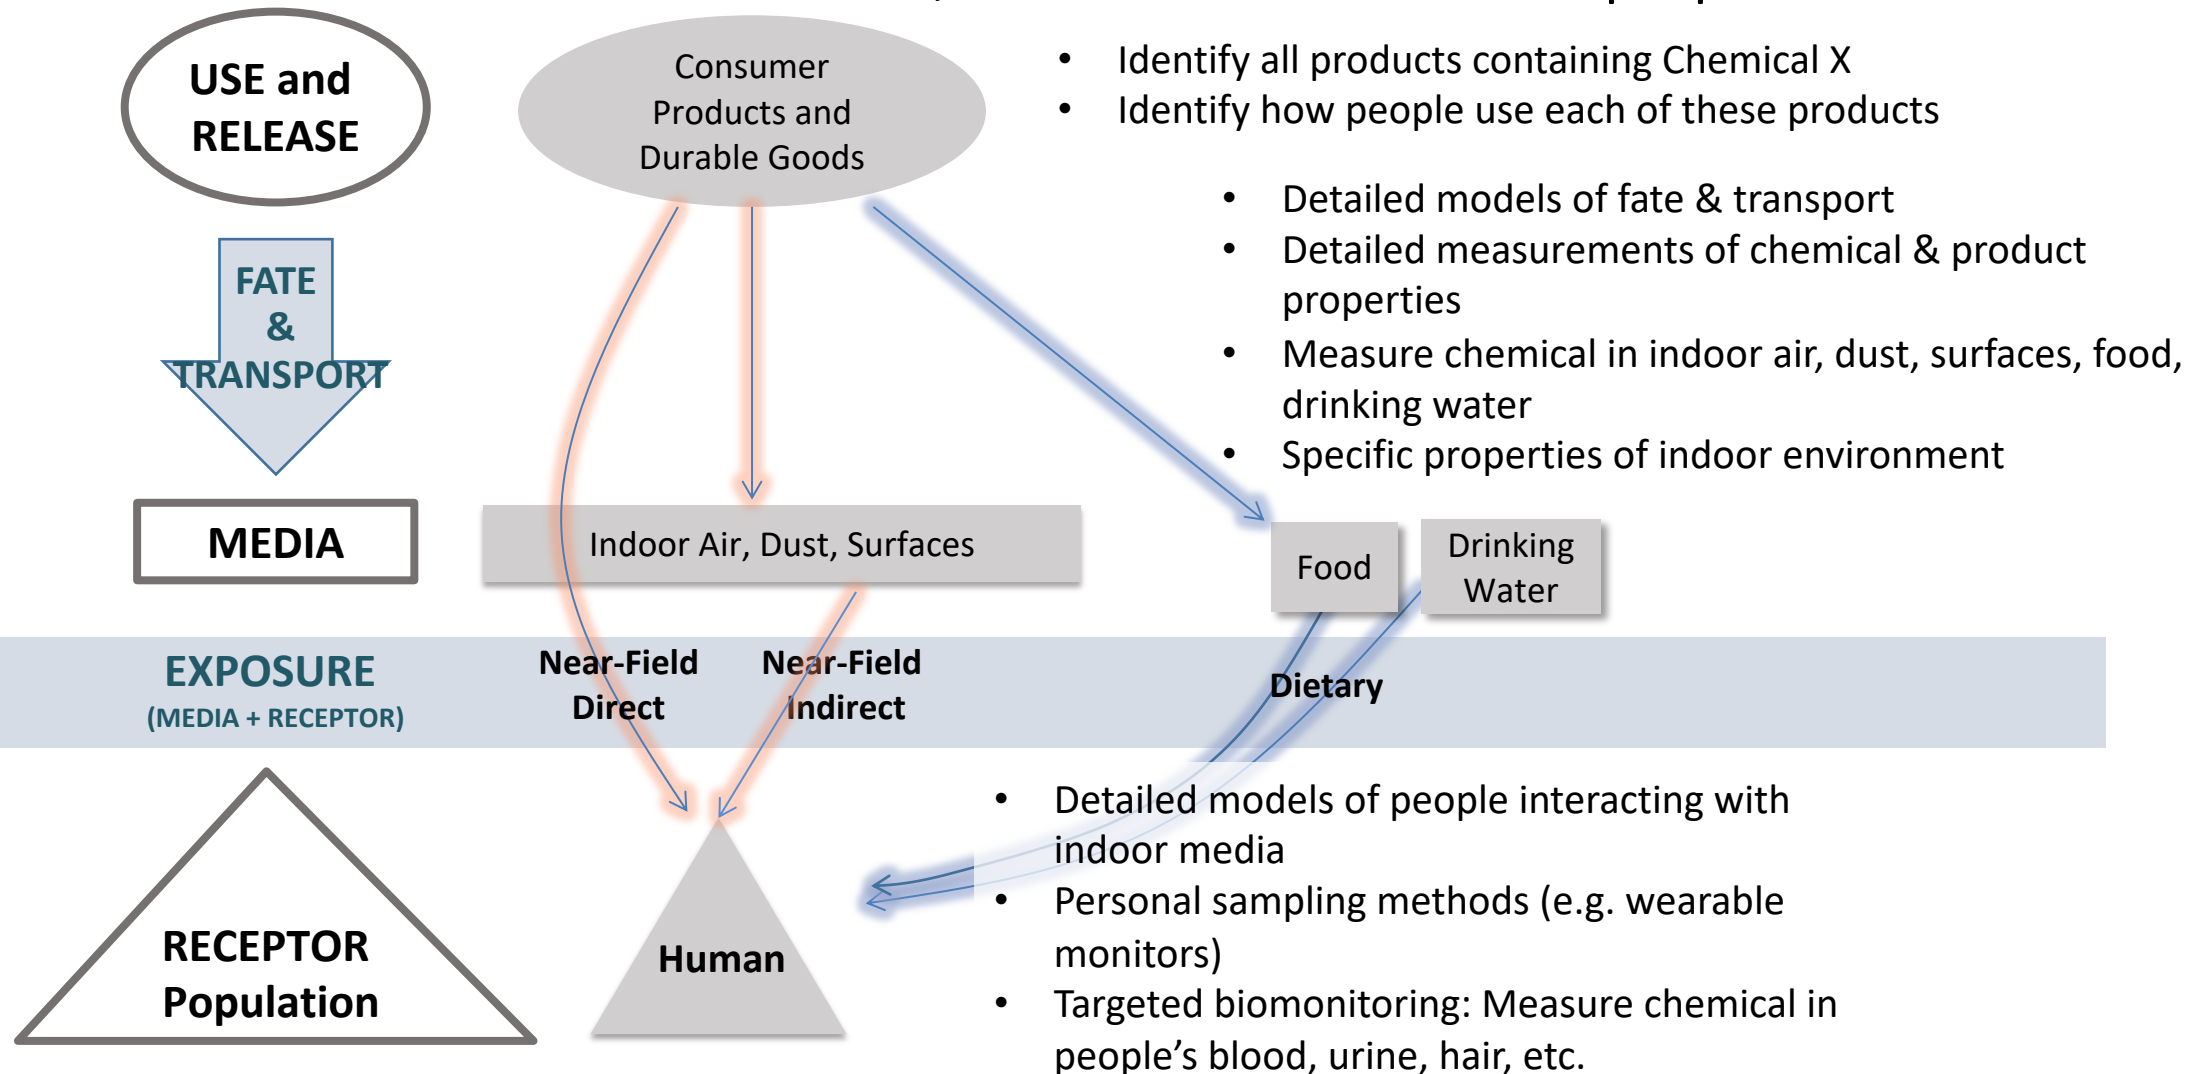 USE and
RELEASE
Consumer
Products and
Durable Goods
• Identify all products containing Chemical X
• Identify how people use each of these products
FATE
&
TRANSPORT
• Detailed models of fate & transport
• Detailed measurements of chemical & product
properties
• Measure chemical in indoor air, dust, surfaces, food,
drinking water
• Specific properties of indoor environment
MEDIA
Indoor Air, Dust, Surfaces
Food
Drinking
Water
EXPOSURE
(MEDIA + RECEPTOR)
Near-Field
Direct
Near-Field
Indirect
Dietary
RECEPTOR
Population
Human
• Detailed models of people interacting with
indoor media
• Personal sampling methods (e.g. wearable
monitors)
• Targeted biomonitoring: Measure chemical in
people’s blood, urine, hair, etc.